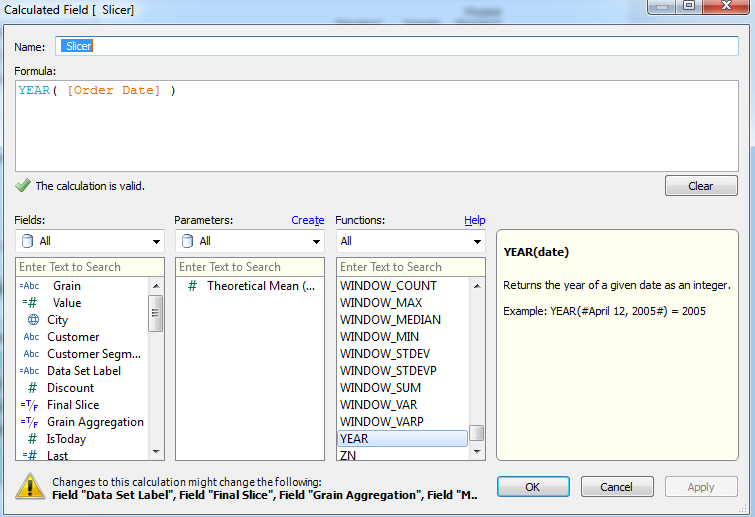 Calculated Field [  Slicer]
Name:
Slicer
Formula:
YEAR( [Order Date] )
The calculation is valid.
Clear
Fields:
Parameters:
Create
Functions:
Help
All
All
All
Enter Text to Search
Enter Text to Search
Enter Text to Search
=Abc Grain
=# Value
City
Abc Customer
Abc Customer Segm...
=Abc Data Set Label
# Discount
=T/F Final Slice
=T/F Grain Aggregation
# IsToday
=# Last
# Theoretical Mean (...
WINDOW_COUNT
WINDOW_MAX
WINDOW_MEDIAN
WINDOW_MIN
WINDOW_STDEV
WINDOW_STDEVP
WINDOW_SUM
WINDOW_VAR
WINDOW_VARP
YEAR
ZN
YEAR(date)
Returns the year of a given date as an integer.
Example: YEAR(#April 12, 2005#) = 2005
Changes to this calculation might change the following:
Field "Data Set Label", Field "Final Slice", Field "Grain Aggregation", Field "M..
OK
Cancel
Apply